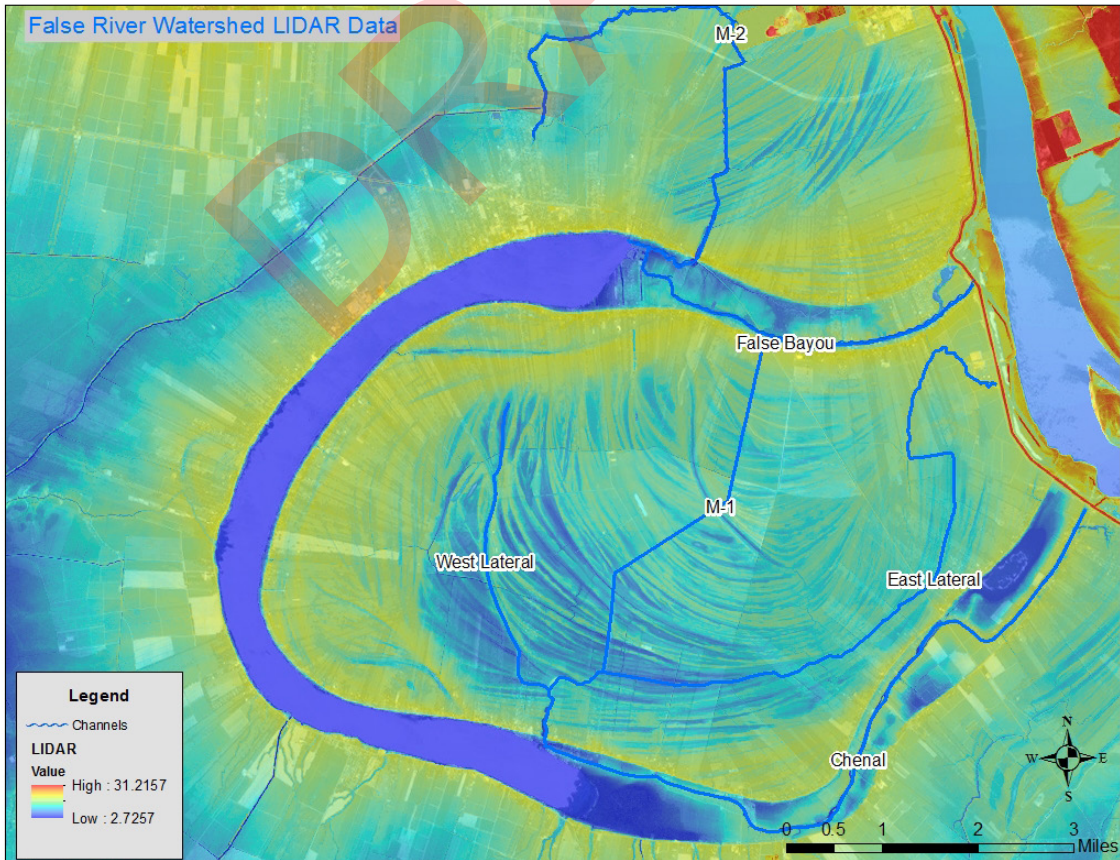 False River Watershed LIDAR Data
M-2
False Bayou
M-1
West Lateral
East Lateral
Chenal
Legend
Channels
LIDAR
Value
High : 31.2157
Low : 2.7257
N
W E
S
0 0.5 1 2 3
Miles